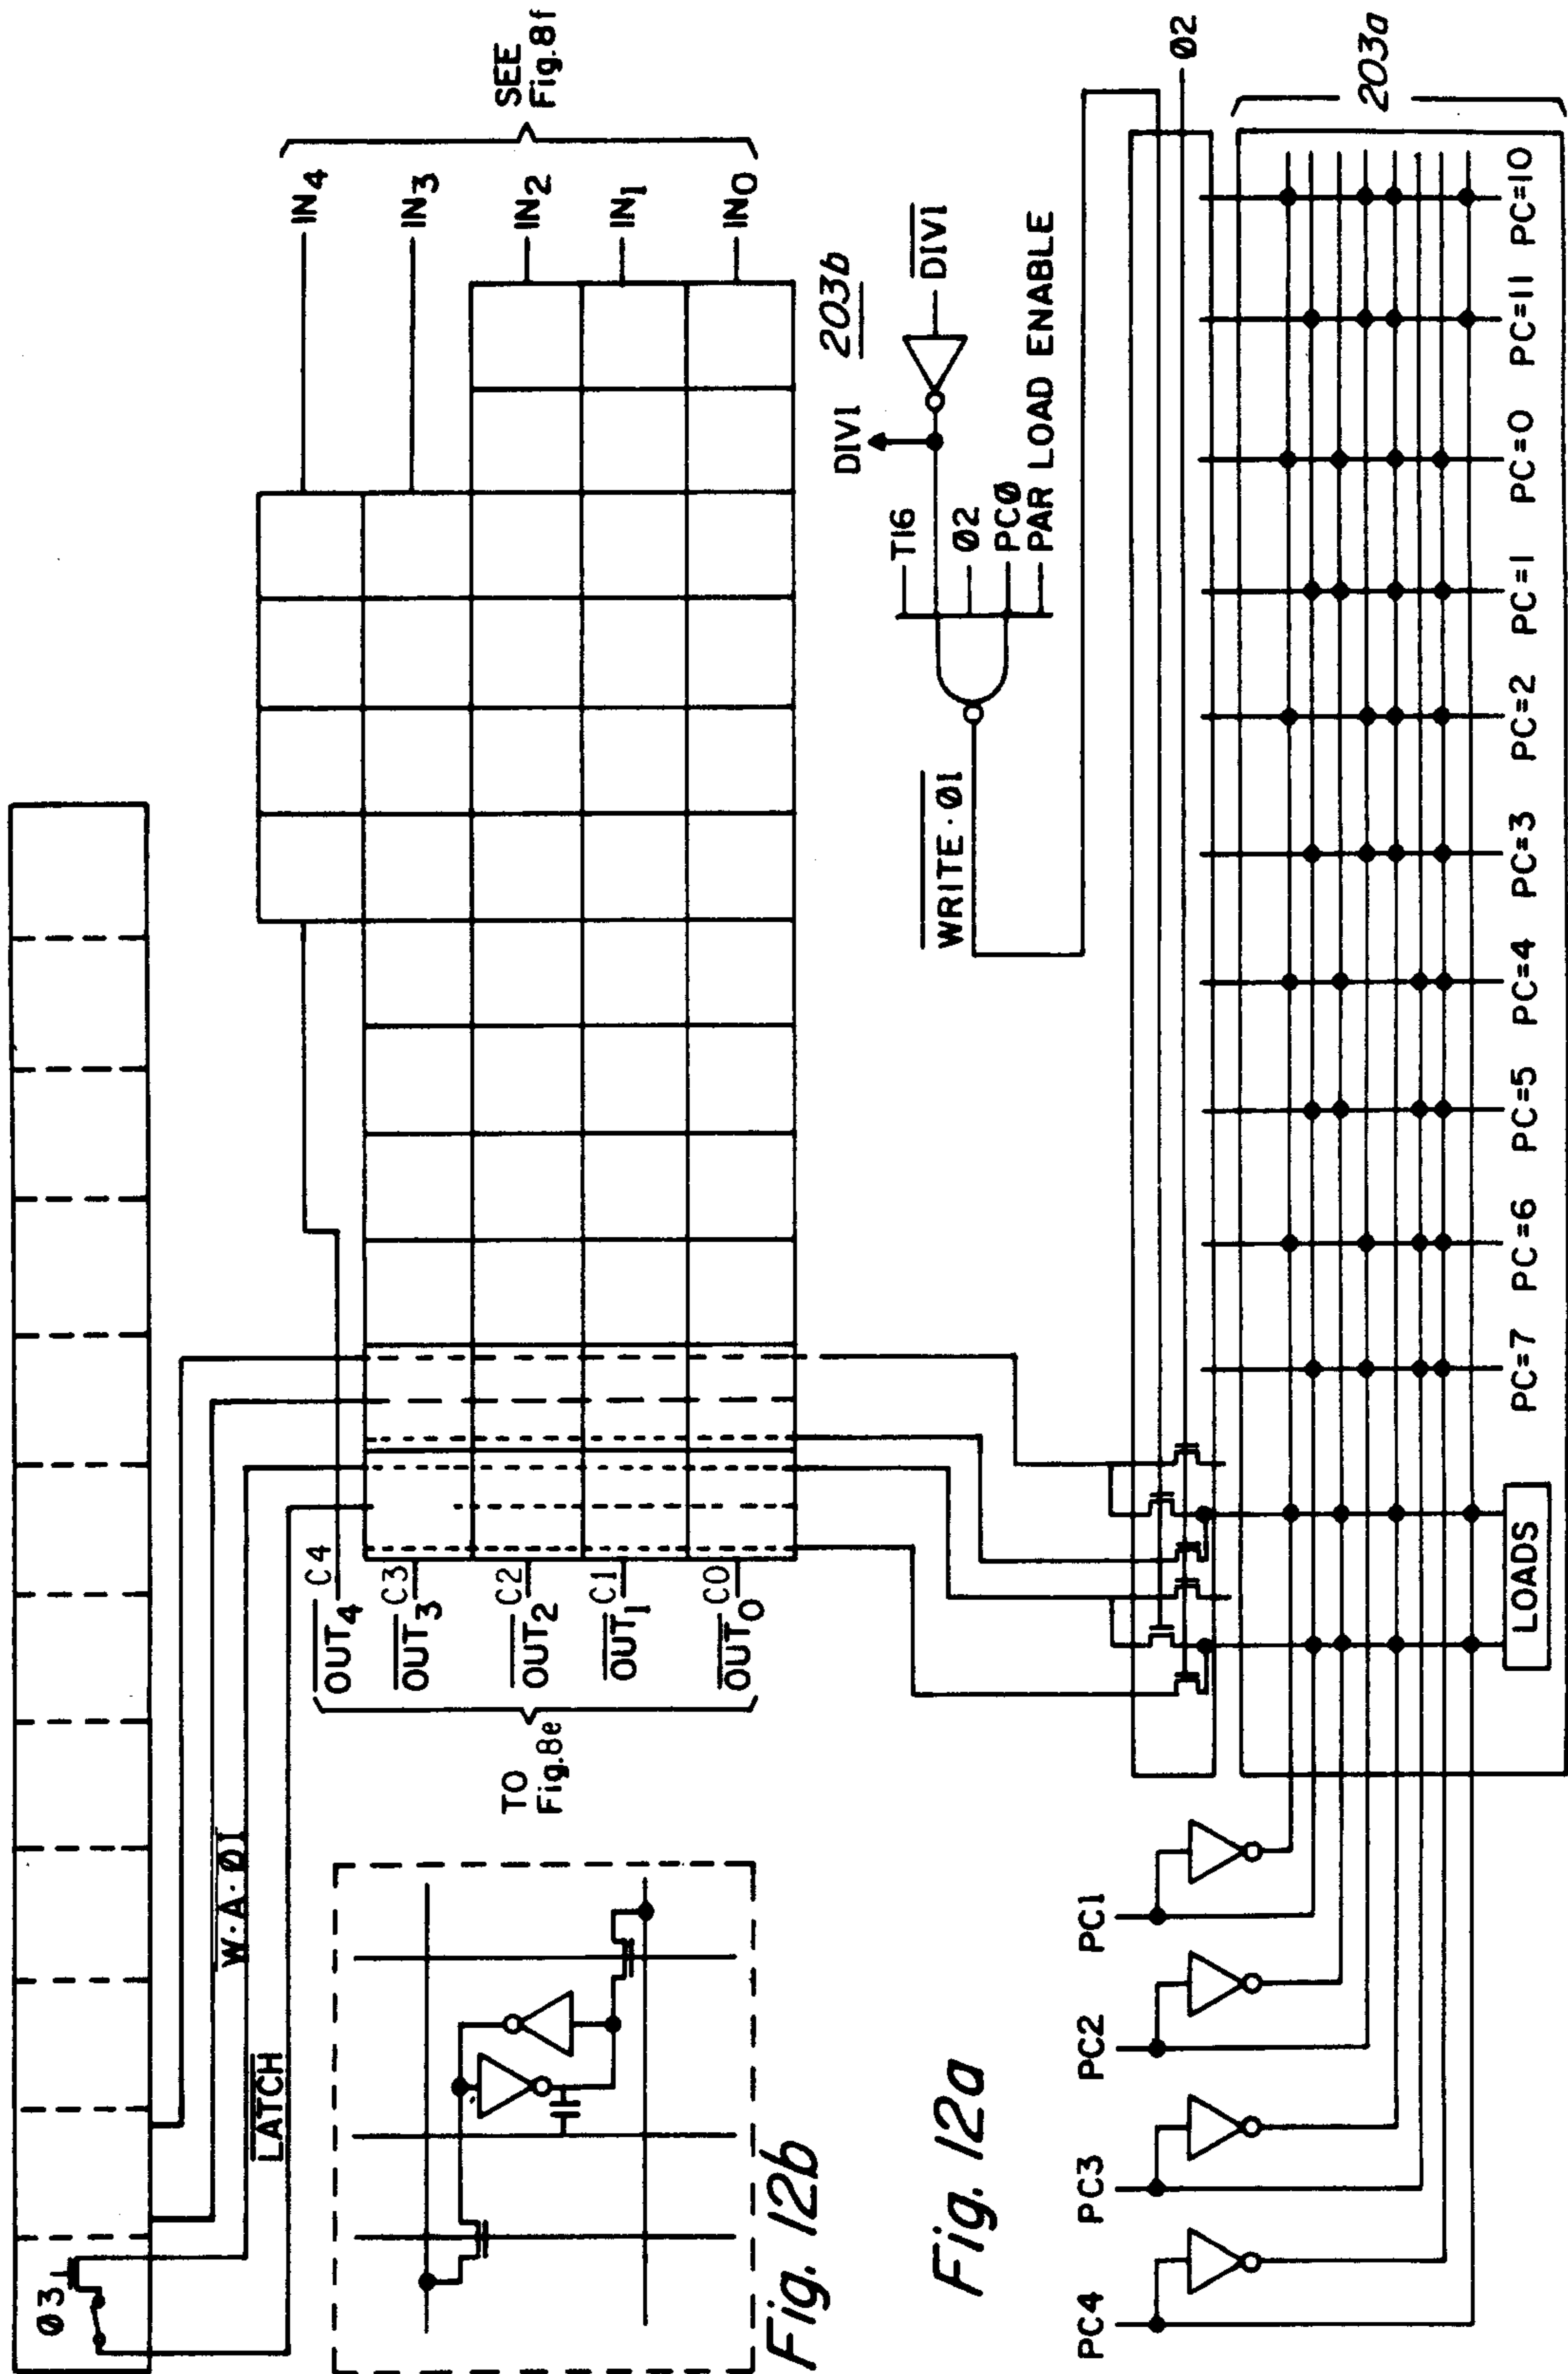 Ø3
LATCH
W·A·Ø1
SEE
Fig.8f
IN4
IN3
IN2
IN1
IN0
OUT4 C4
OUT3 C3
OUT2 C2
OUT1 C1
OUT0 C0
TO
Fig.8e
203b
Fig. 12b
DIV1
DIV1
T16
Ø2
PCØ
PAR LOAD ENABLE
WRITE·Ø1
Fig. 12a
Ø2
203a
PC4
PC3
PC2
PC1
LOADS
PC=7
PC=6
PC=5
PC=4
PC=3
PC=2
PC=1
PC=0
PC=11
PC=10